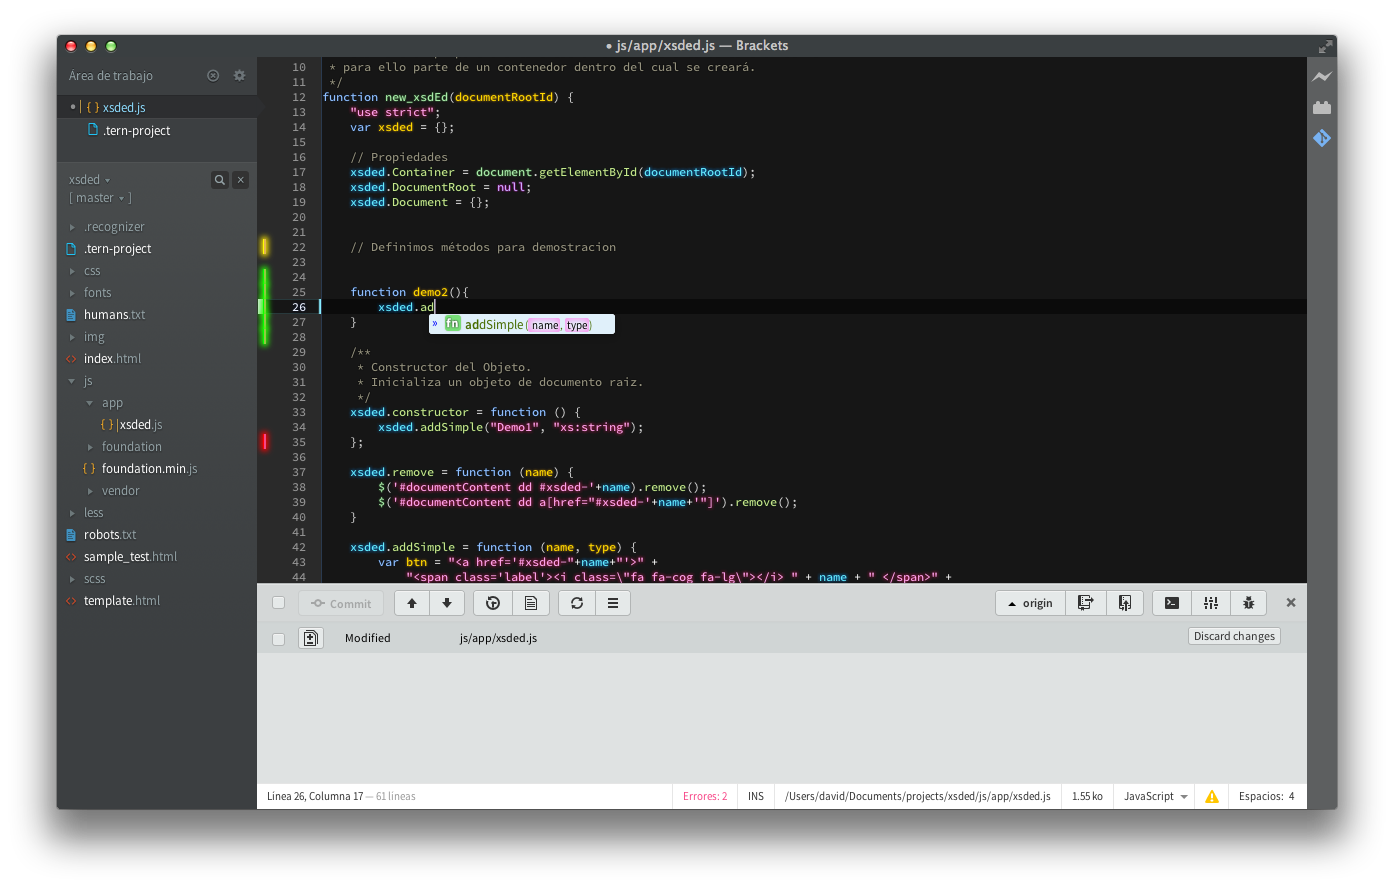 • js/app/xsded.js — Brackets
Área de trabajo
• { } xsded.js
.tern-project
xsded
[ master ]
.recognizer
.tern-project
css
fonts
humans.txt
img
<> index.html
js
app
{ } xsded.js
foundation
{ } foundation.min.js
vendor
less
robots.txt
<> sample_test.html
scss
<> template.html
10 * para ello parte de un contenedor dentro del cual se creará.
11 */
12 function new_xsdEd(documentRootId) {
13 "use strict";
14 var xsded = {};
15
16 // Propiedades
17 xsded.Container = document.getElementById(documentRootId);
18 xsded.DocumentRoot = null;
19 xsded.Document = {};
20
21
22 // Definimos métodos para demostracion
23
24
25 function demo2(){
26 xsded.ad
» fn addSimple(name, type)
27 }
28
29 /**
30 * Constructor del Objeto.
31 * Inicializa un objeto de documento raiz.
32 */
33 xsded.constructor = function () {
34 xsded.addSimple("Demo1", "xs:string");
35 };
36
37 xsded.remove = function (name) {
38 $('#documentContent dd #xsded-'+name).remove();
39 $('#documentContent dd a[href="#xsded-'+name+'"]').remove();
40 }
41
42 xsded.addSimple = function (name, type) {
43 var btn = "<a href='#xsded-"+name+"'>" +
44 "<span class='label'><i class=\"fa fa-cog fa-lg\"></i> " + name + " </span>" +
Commit
origin
Modified js/app/xsded.js Discard changes
Línea 26, Columna 17 — 61 líneas Errores: 2 INS /Users/david/Documents/projects/xsded/js/app/xsded.js 1.55 ko JavaScript Espacios: 4